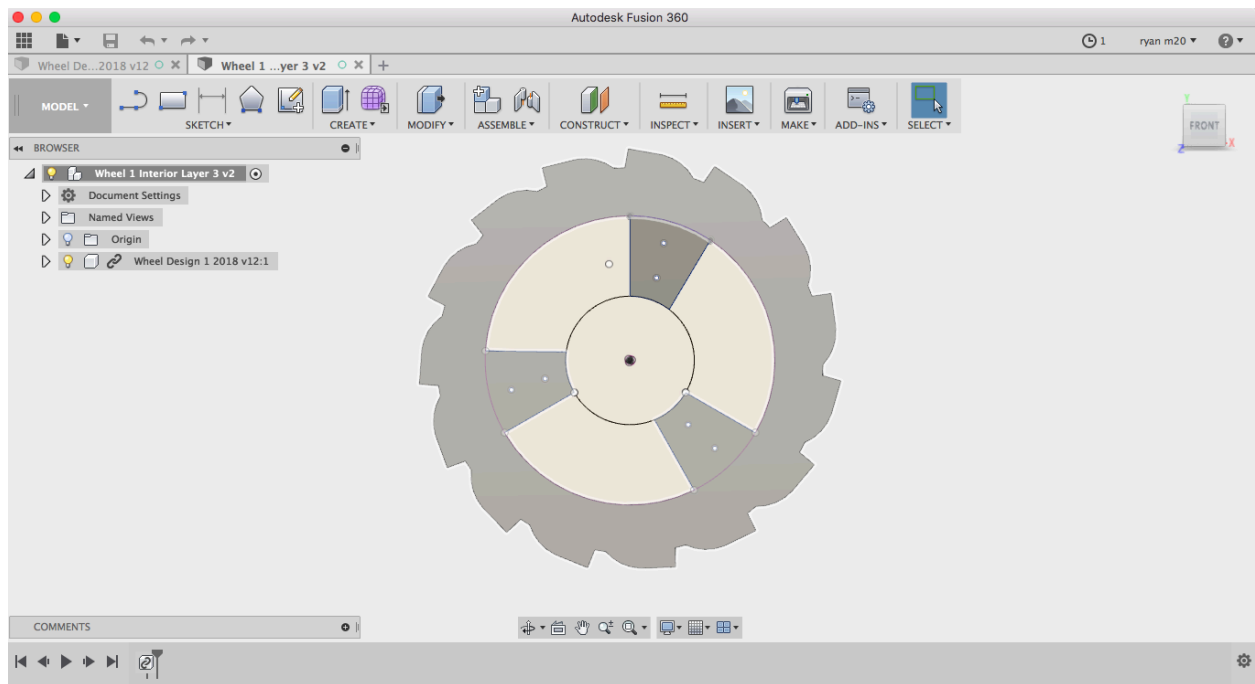 Autodesk Fusion 360
1 ryan m20
Wheel De...2018 v12 Wheel 1 ...yer 3 v2
MODEL
SKETCH CREATE MODIFY ASSEMBLE CONSTRUCT INSPECT INSERT MAKE ADD-INS SELECT
Y
FRONT
X
Z
BROWSER
Wheel 1 Interior Layer 3 v2
Document Settings
Named Views
Origin
Wheel Design 1 2018 v12:1
COMMENTS